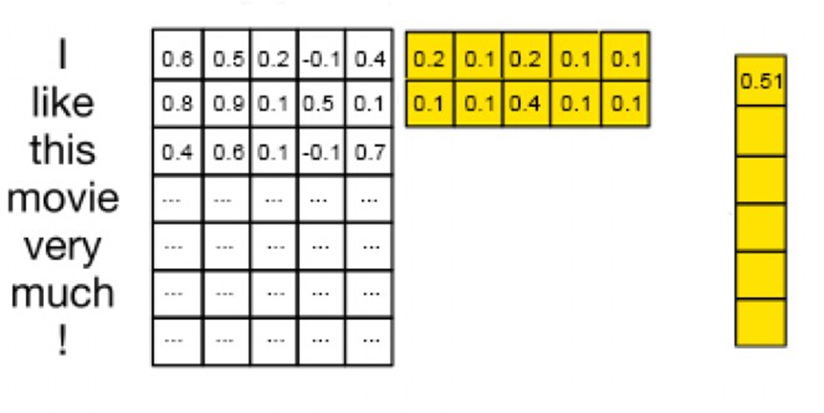 I 0.6 0.5 0.2 -0.1 0.4 0.2 0.1 0.2 0.1 0.1
like 0.8 0.9 0.1 0.5 0.1 0.1 0.1 0.4 0.1 0.1 0.51
this 0.4 0.6 0.1 -0.1 0.7
movie ... ... ... ... ...
very ... ... ... ... ...
much ... ... ... ... ...
! ... ... ... ... ...